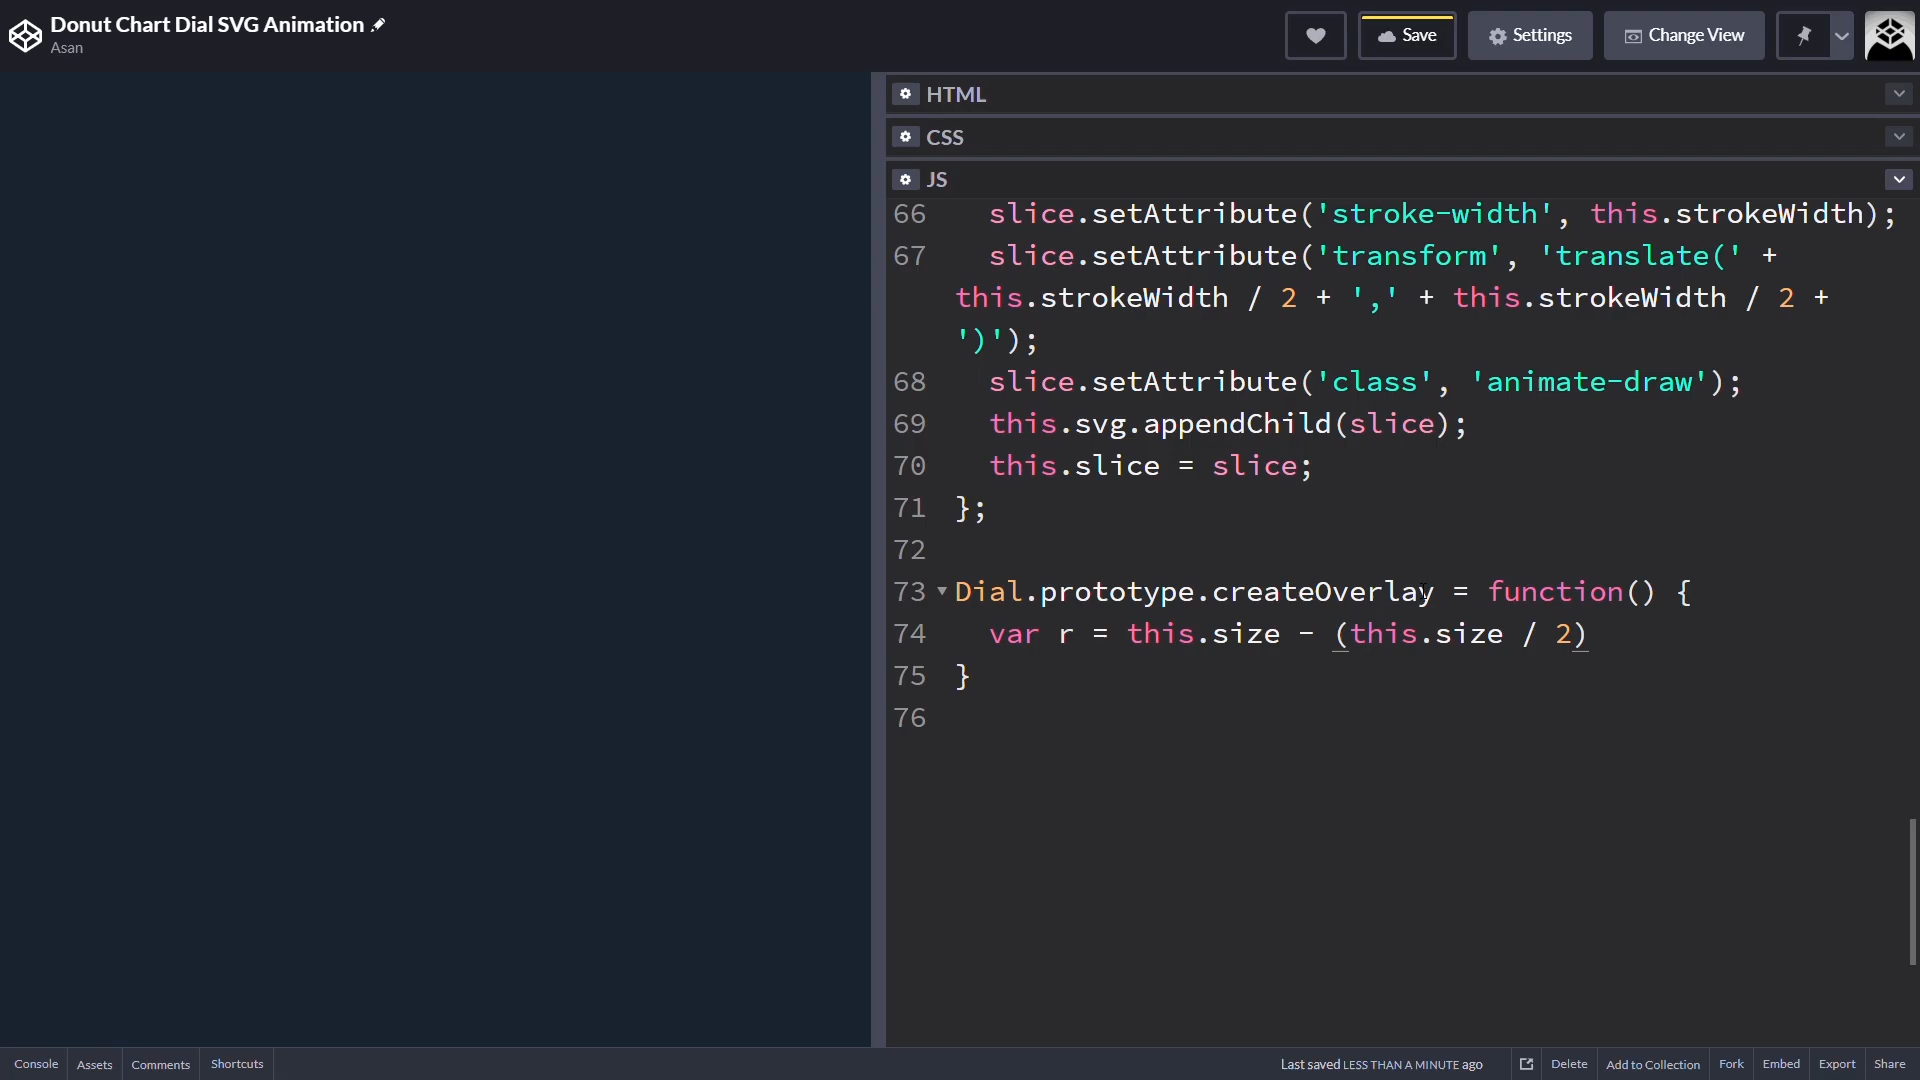 Donut Chart Dial SVG Animation
Asan
Save
Settings
Change View
HTML
CSS
JS
66 slice.setAttribute('stroke-width', this.strokeWidth);
67 slice.setAttribute('transform', 'translate(' +
this.strokeWidth / 2 + ',' + this.strokeWidth / 2 +
')');
68 slice.setAttribute('class', 'animate-draw');
69 this.svg.appendChild(slice);
70 this.slice = slice;
71 };
72
73 Dial.prototype.createOverlay = function() {
74 var r = this.size - (this.size / 2)
75 }
76
Console Assets Comments Shortcuts
Last saved LESS THAN A MINUTE ago
Delete Add to Collection Fork Embed Export Share